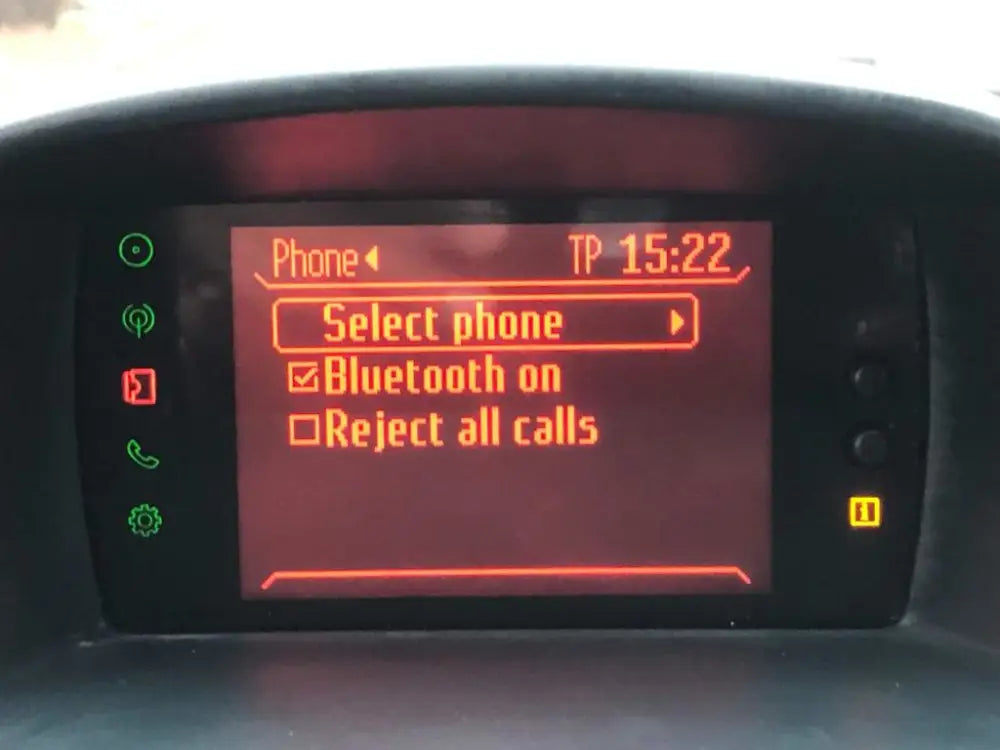 Phone TP 15:22
Select phone
Bluetooth on
Reject all calls